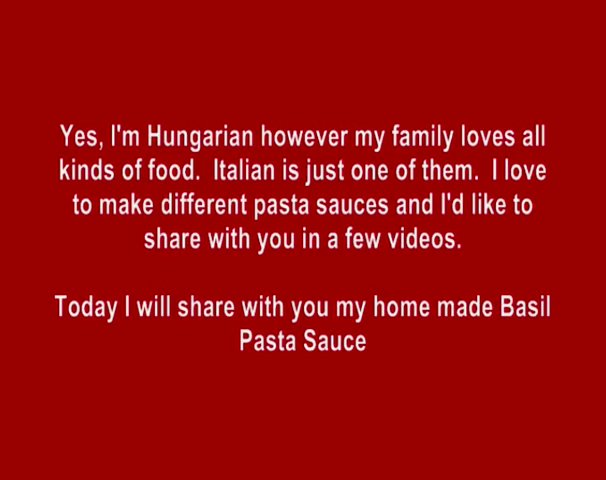 Yes, I'm Hungarian however my family loves all
kinds of food.  Italian is just one of them.  I love
to make different pasta sauces and I'd like to
share with you in a few videos.
Today I will share with you my home made Basil
Pasta Sauce